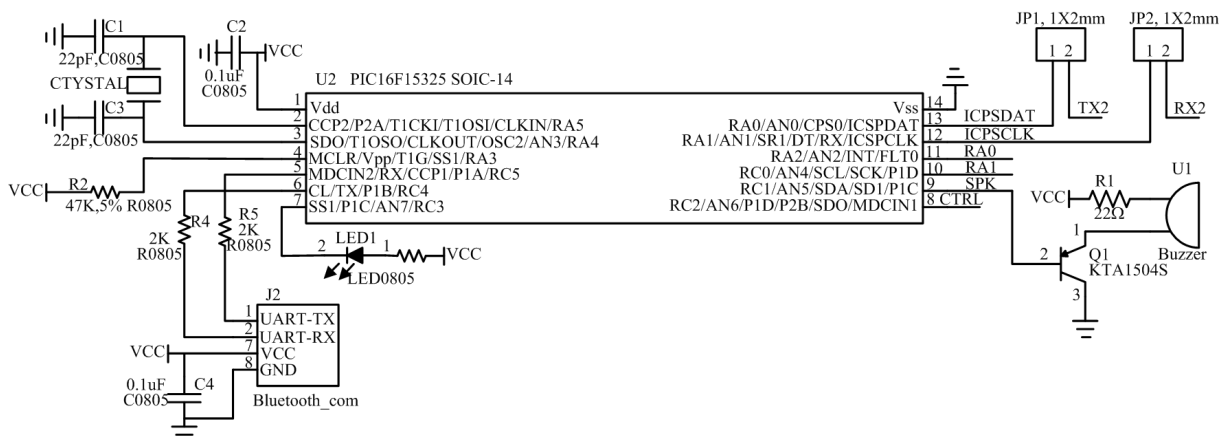 C1
22pF,C0805
CTYSTAL
C3
22pF,C0805
C2
VCC
0.1uF
C0805
U2 PIC16F15325 SOIC-14
JP1, 1X2mm
1 2
JP2, 1X2mm
1 2
TX2
RX2
1 Vdd
2 CCP2/P2A/T1CKI/T1OSI/CLKIN/RA5
3 SDO/T1OSO/CLKOUT/OSC2/AN3/RA4
4 MCLR/Vpp/T1G/SS1/RA3
5 MDCIN2/RX/CCP1/P1A/RC5
6 CL/TX/P1B/RC4
7 SS1/P1C/AN7/RC3
Vss 14
RA0/AN0/CPS0/ICSPDAT 13 ICPSDAT
RA1/AN1/SR1/DT/RX/ICSPCLK 12 ICPSCLK
RA2/AN2/INT/FLT0 11 RA0
RC0/AN4/SCL/SCK/P1D 10 RA1
RC1/AN5/SDA/SD1/P1C 9 SPK
RC2/AN6/P1D/P2B/SDO/MDCIN1 8 CTRL
VCC
R2
47K,5% R0805
R4
2K
R0805
R5
2K
R0805
2 LED1 1
VCC
LED0805
VCC
R1
22Ω
U1
Buzzer
1
2
3
Q1
KTA1504S
J2
1 UART-TX
2 UART-RX
7 VCC
8 GND
VCC
0.1uF
C0805
C4
Bluetooth_com